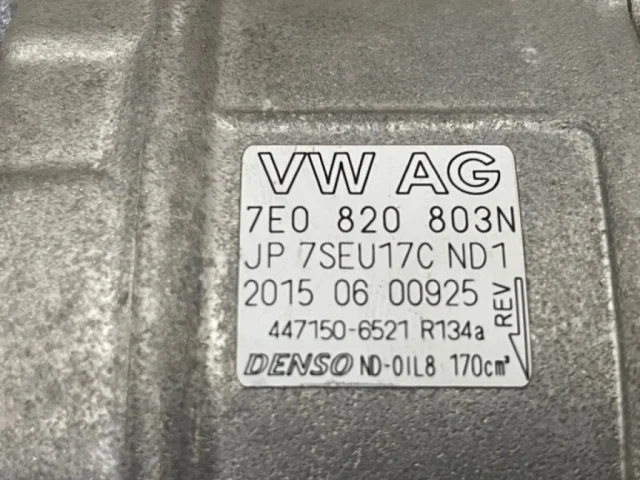 VW AG
7E0 820 803N
JP 7SEU17C ND1
2015 06 00925
REV
447150-6521 R134a
DENSO ND-OIL8 170cm³